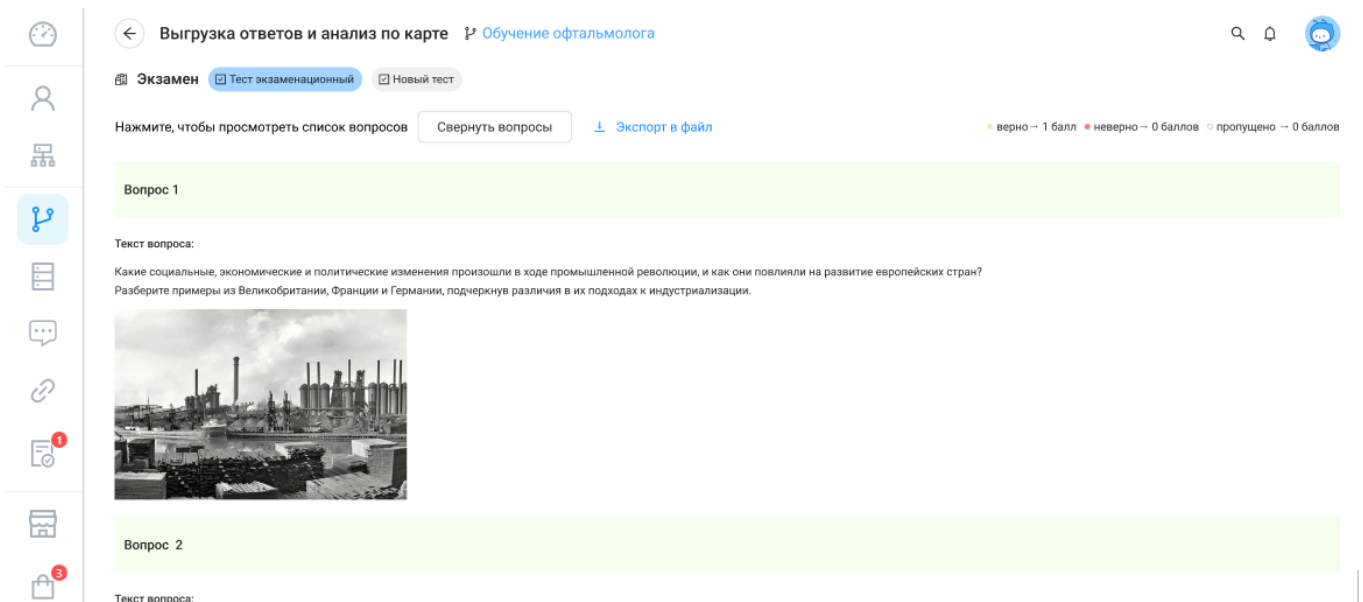 Выгрузка ответов и анализ по карте Обучение офтальмолога
Экзамен Тест экзаменационный Новый тест
Нажмите, чтобы просмотреть список вопросов Свернуть вопросы Экспорт в файл верно→ 1 балл неверно→ 0 баллов пропущено → 0 баллов
Вопрос 1
Текст вопроса:
Какие социальные, экономические и политические изменения произошли в ходе промышленной революции, и как они повлияли на развитие европейских стран?
Разберите примеры из Великобритании, Франции и Германии, подчеркнув различия в их подходах к индустриализации.
1
Вопрос 2
3
Текст вопроса: